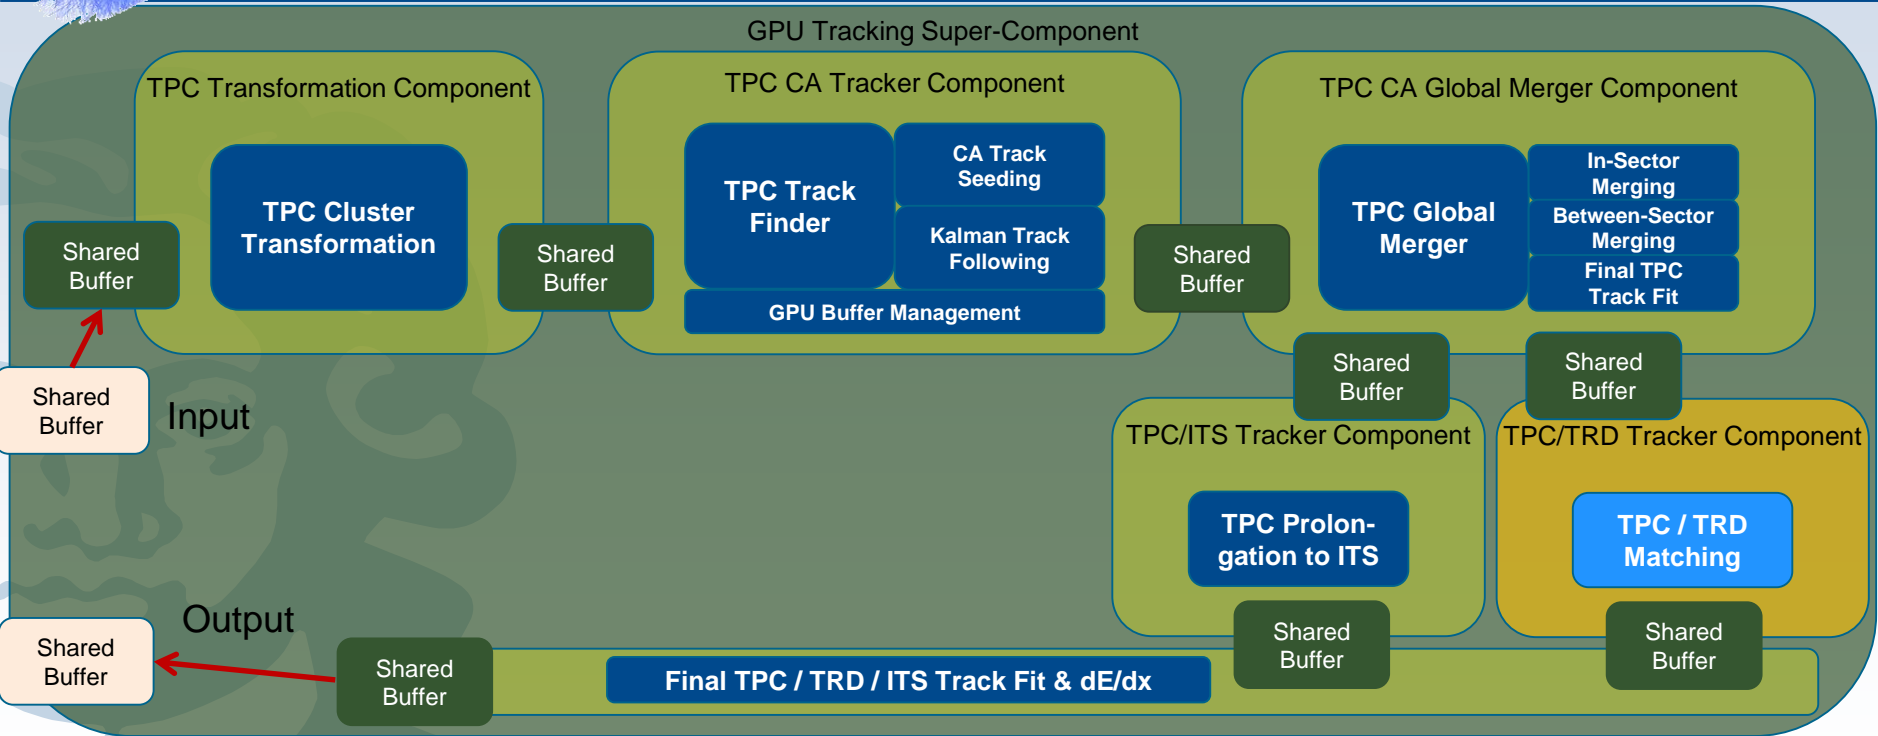 GPU Tracking Super-Component
TPC Transformation Component
TPC Cluster
Transformation
Shared
Buffer
Shared
Buffer
Input
Shared
Buffer
TPC CA Tracker Component
TPC Track
Finder
CA Track
Seeding
Kalman Track
Following
GPU Buffer Management
Shared
Buffer
TPC CA Global Merger Component
TPC Global
Merger
In-Sector
Merging
Between-Sector
Merging
Final TPC
Track Fit
Shared
Buffer
Shared
Buffer
TPC/ITS Tracker Component
TPC Prolon-
gation to ITS
Shared
Buffer
TPC/TRD Tracker Component
TPC / TRD
Matching
Shared
Buffer
Final TPC / TRD / ITS Track Fit & dE/dx
Shared
Buffer
Output
Shared
Buffer